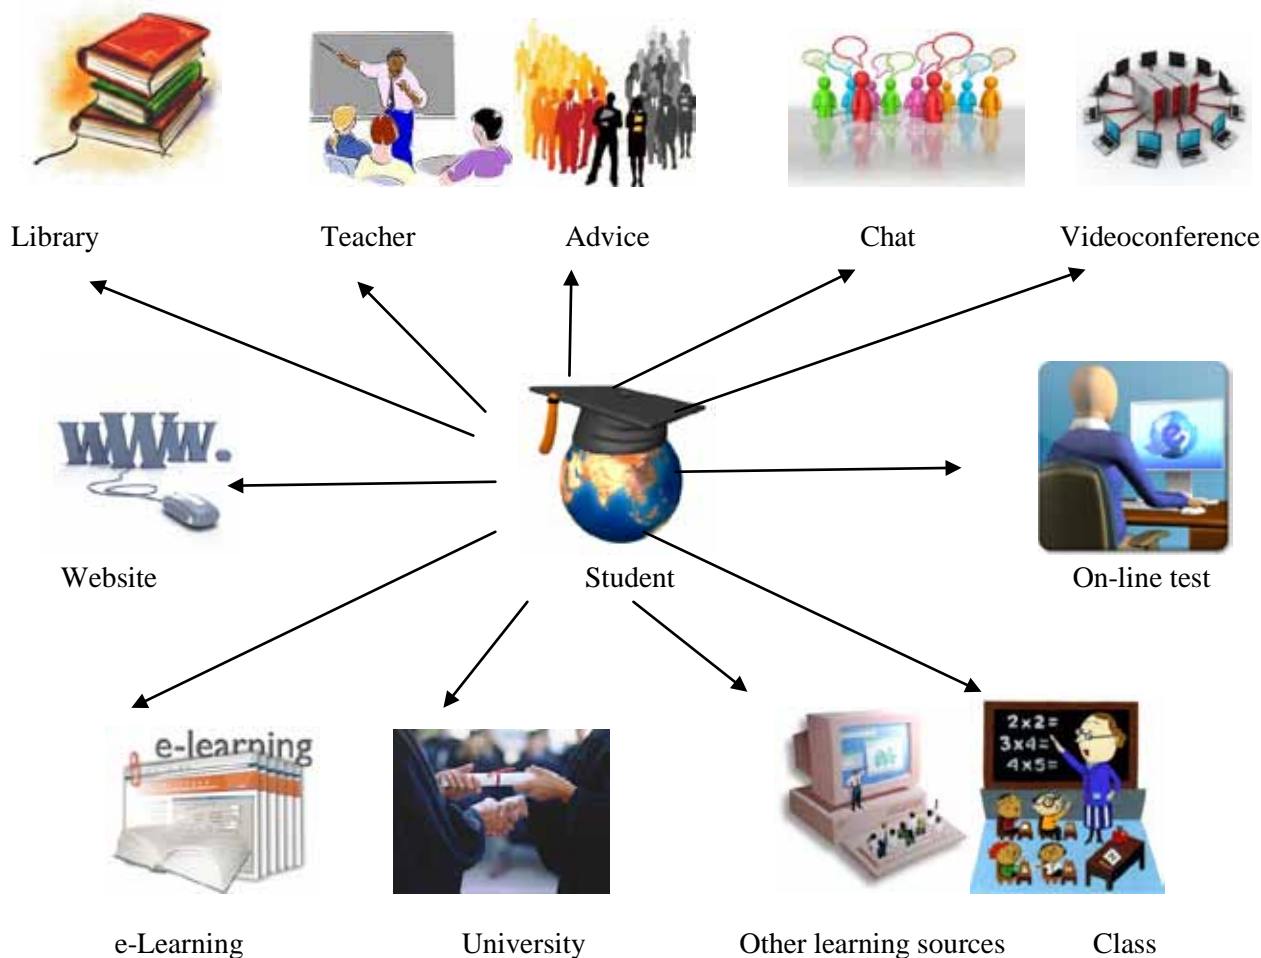 Library Teacher Advice Chat Videoconference
WWW.
Website Student On-line test
e-learning
2x2=
3x4=
4x5=
e-Learning University Other learning sources Class